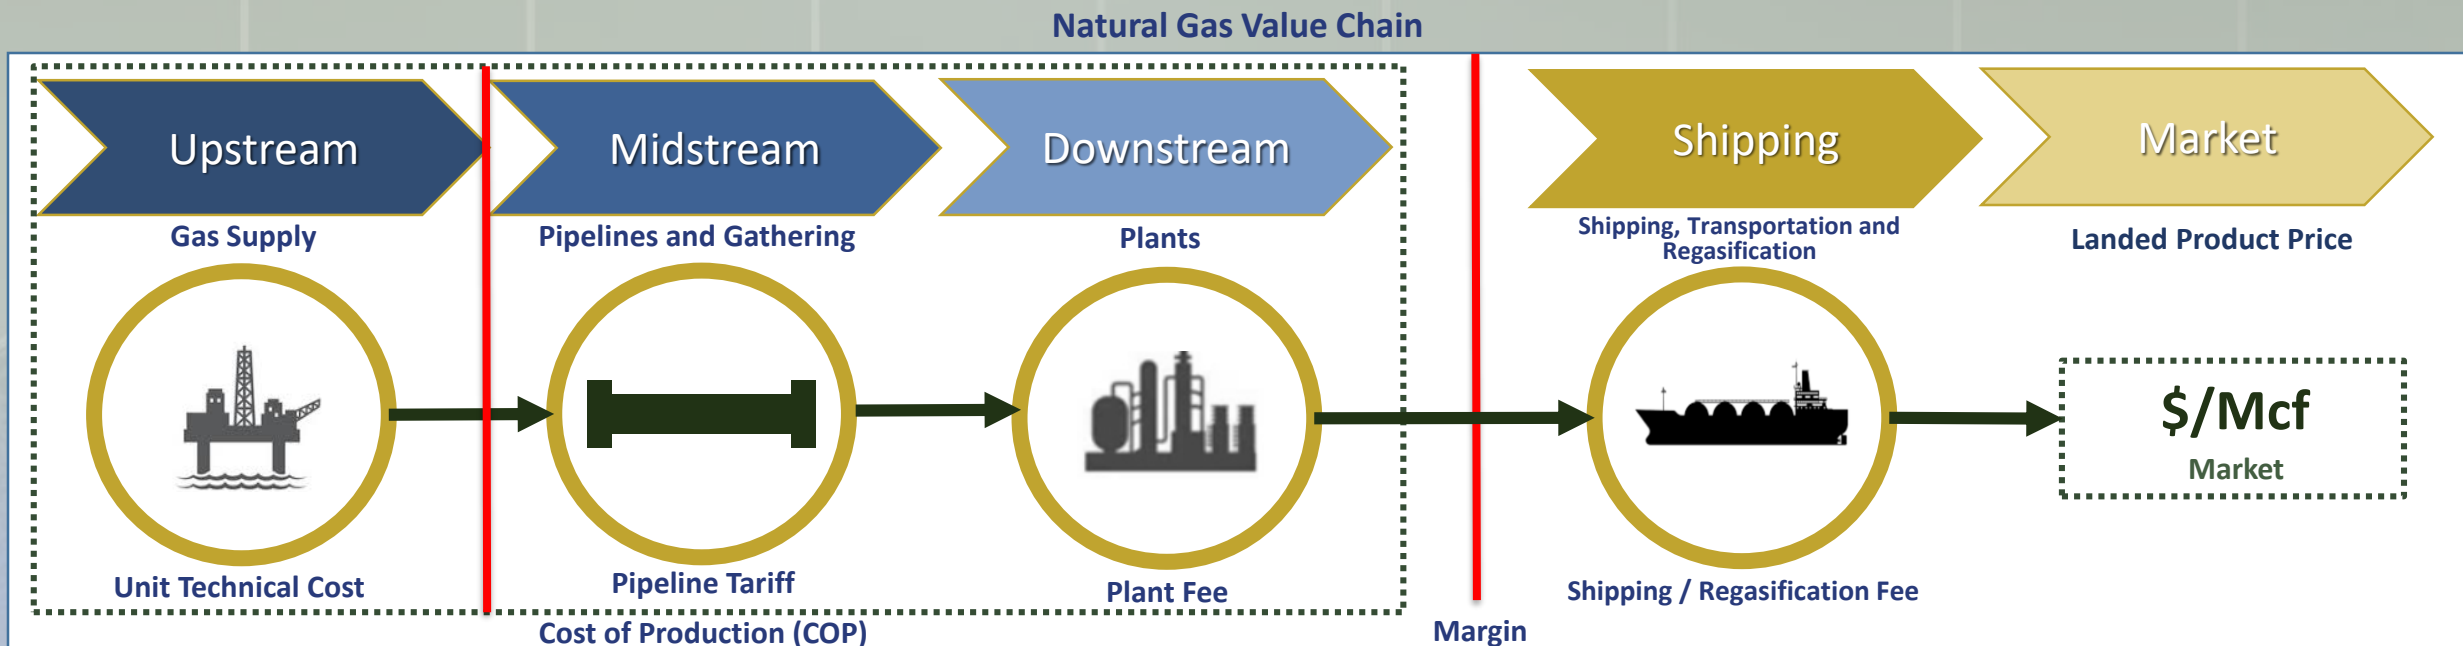 Natural Gas Value Chain
Upstream
Midstream
Downstream
Shipping
Market
Gas Supply
Pipelines and Gathering
Plants
Shipping, Transportation and
Regasification
Landed Product Price
$/Mcf
Market
Unit Technical Cost
Pipeline Tariff
Plant Fee
Shipping / Regasification Fee
Cost of Production (COP)
Margin